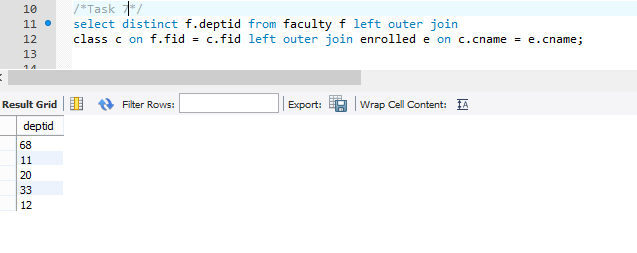 10 /*Task 7*/
11 select distinct f.deptid from faculty f left outer join
12 class c on f.fid = c.fid left outer join enrolled e on c.cname = e.cname;
13
14
Result Grid Filter Rows: Export: Wrap Cell Content: IA
deptid
68
11
20
33
12